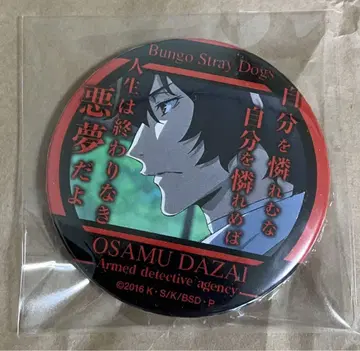 Bungo Stray Dogs
自分を憐れむな
自分を憐れめば
人生は終わりなき
悪夢だよ
OSAMU DAZAI
Armed detective agency
©2016 K・S/K/BSD・P